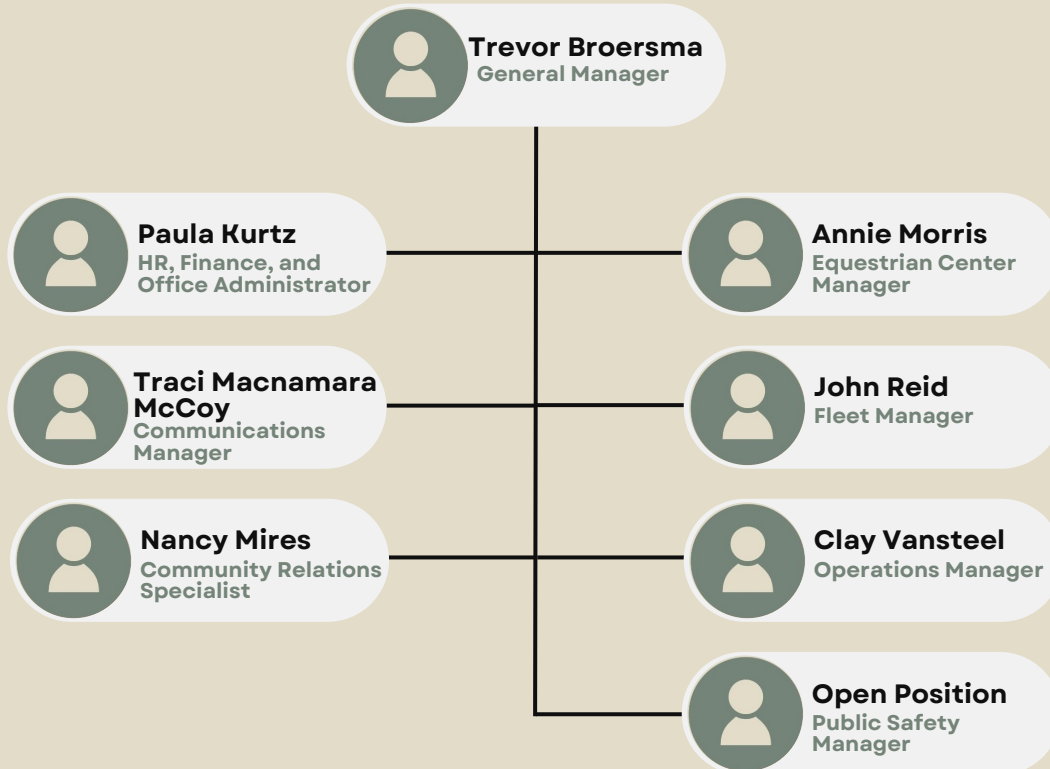 Trevor Broersma
General Manager
Paula Kurtz
HR, Finance, and
Office Administrator
Annie Morris
Equestrian Center
Manager
Traci Macnamara
McCoy
Communications
Manager
John Reid
Fleet Manager
Nancy Mires
Community Relations
Specialist
Clay Vansteel
Operations Manager
Open Position
Public Safety
Manager